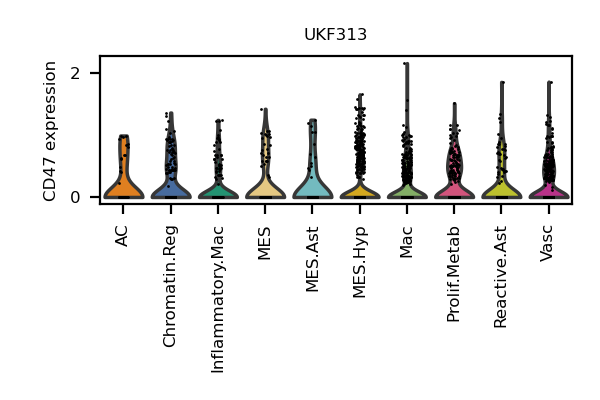 UKF313
CD47 expression
2
0
AC
Chromatin.Reg
Inflammatory.Mac
MES
MES.Ast
MES.Hyp
Mac
Prolif.Metab
Reactive.Ast
Vasc